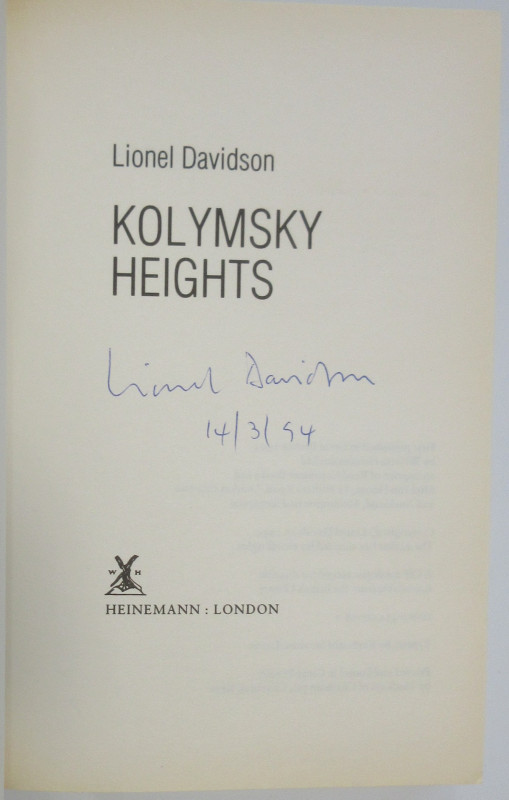 Lionel Davidson
KOLYMSKY
HEIGHTS
Lionel Davidson
14/3/94
W H
HEINEMANN : LONDON